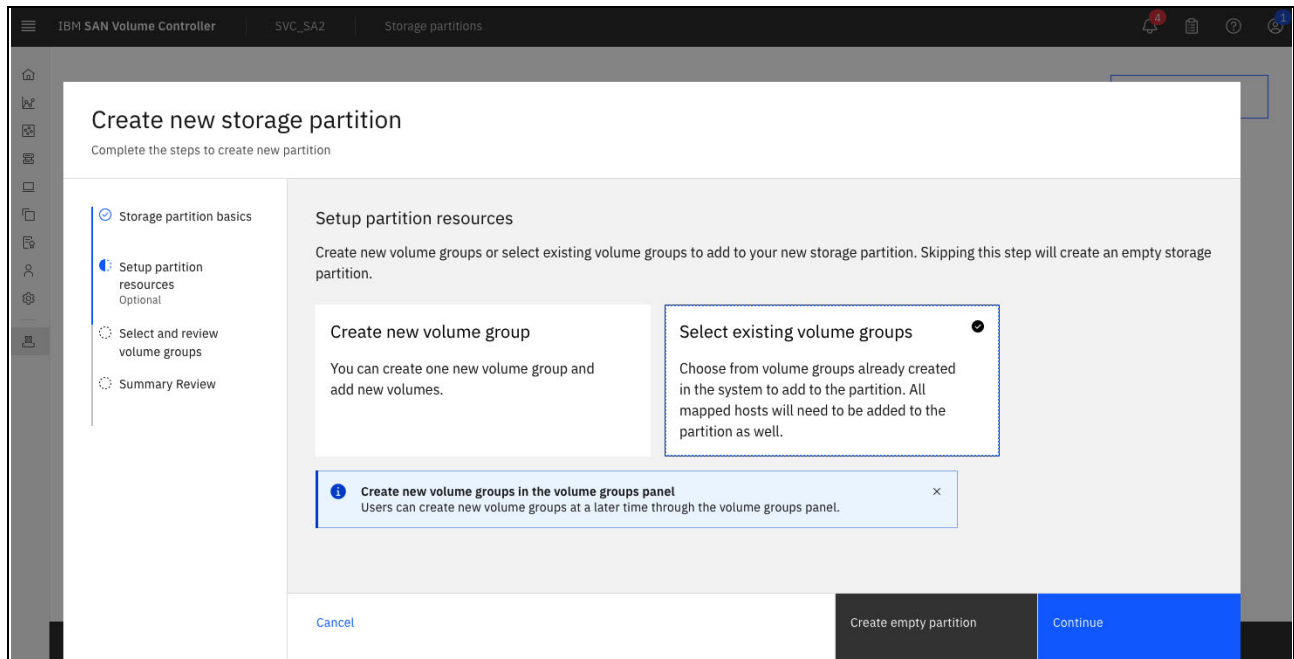 IBM SAN Volume Controller
SVC_SA2
Storage partitions
4
1
Create new storage partition
Complete the steps to create new partition
Storage partition basics
Setup partition
resources
Optional
Select and review
volume groups
Summary Review
Setup partition resources
Create new volume groups or select existing volume groups to add to your new storage partition. Skipping this step will create an empty storage
partition.
Create new volume group
You can create one new volume group and
add new volumes.
Select existing volume groups
Choose from volume groups already created
in the system to add to the partition. All
mapped hosts will need to be added to the
partition as well.
Create new volume groups in the volume groups panel
Users can create new volume groups at a later time through the volume groups panel.
Cancel
Create empty partition
Continue